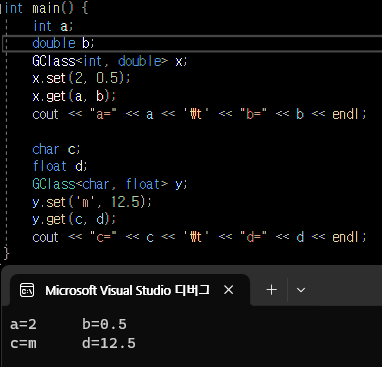 int main() {
    int a;
    double b;
    GClass<int, double> x;
    x.set(2, 0.5);
    x.get(a, b);
    cout << "a=" << a << '₩t' << "b=" << b << endl;

    char c;
    float d;
    GClass<char, float> y;
    y.set('m', 12.5);
    y.get(c, d);
    cout << "c=" << c << '₩t' << "d=" << d << endl;
}
Microsoft Visual Studio 디버그
a=2     b=0.5
c=m     d=12.5